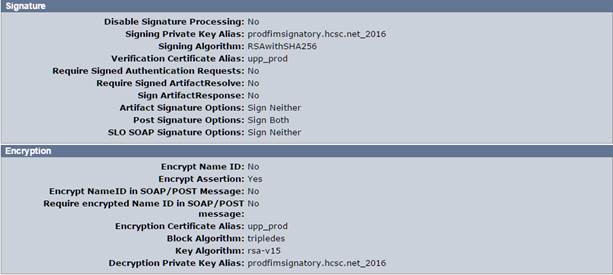 Signature
Disable Signature Processing: No
Signing Private Key Alias: prodfimsignatory.hcsc.net_2016
Signing Algorithm: RSAwithSHA256
Verification Certificate Alias: upp_prod
Require Signed Authentication Requests: No
Require Signed ArtifactResolve: No
Sign ArtifactResponse: No
Artifact Signature Options: Sign Neither
Post Signature Options: Sign Both
SLO SOAP Signature Options: Sign Neither
Encryption
Encrypt Name ID: No
Encrypt Assertion: Yes
Encrypt NameID in SOAP/POST Message: No
Require encrypted Name ID in SOAP/POST No
message:
Encryption Certificate Alias: upp_prod
Block Algorithm: tripledes
Key Algorithm: rsa-v15
Decryption Private Key Alias: prodfimsignatory.hcsc.net_2016